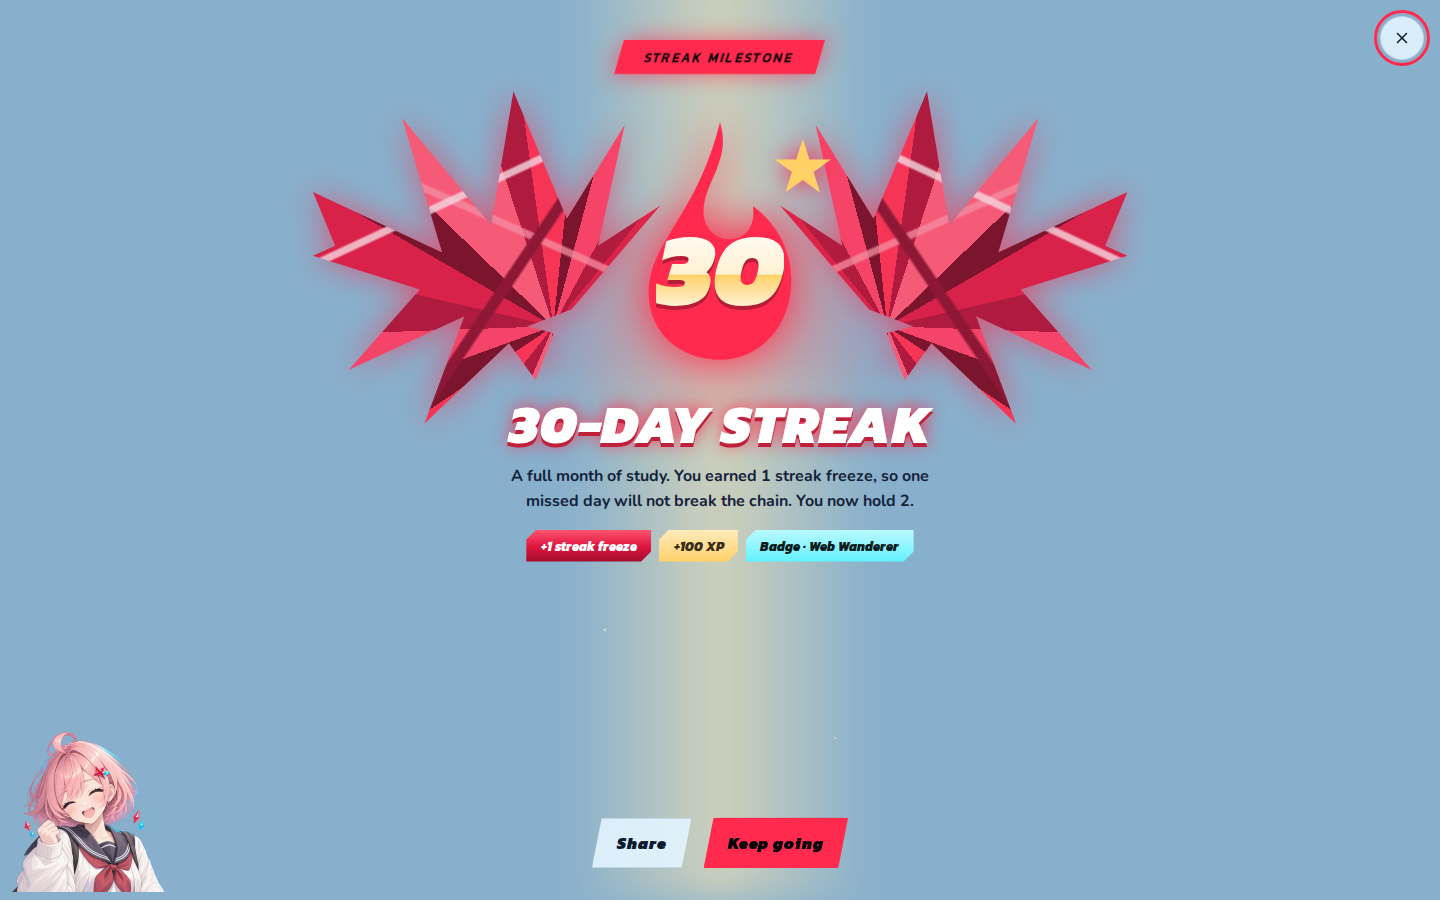 STREAK MILESTONE
30
30-DAY STREAK
A full month of study. You earned 1 streak freeze, so one
missed day will not break the chain. You now hold 2.
+1 streak freeze
+100 XP
Badge · Web Wanderer
Share
Keep going